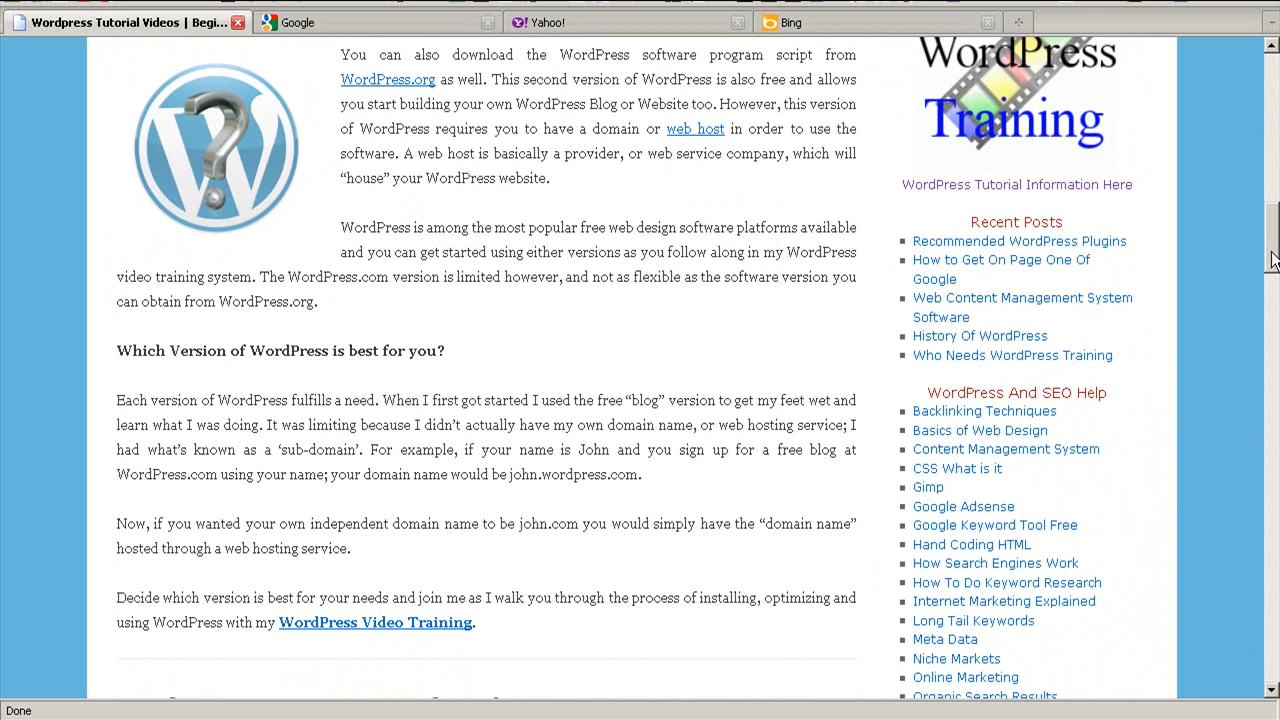 Wordpress Tutorial Videos | Begi...
Google
Yahoo!
Bing
You can also download the WordPress software program script from
WordPress.org as well. This second version of WordPress is also free and allows
you start building your own WordPress Blog or Website too. However, this version
of WordPress requires you to have a domain or web host in order to use the
software. A web host is basically a provider, or web service company, which will
“house” your WordPress website.
WordPress is among the most popular free web design software platforms available
and you can get started using either versions as you follow along in my WordPress
video training system. The WordPress.com version is limited however, and not as flexible as the software version you
can obtain from WordPress.org.
Which Version of WordPress is best for you?
Each version of WordPress fulfills a need. When I first got started I used the free “blog” version to get my feet wet and
learn what I was doing. It was limiting because I didn’t actually have my own domain name, or web hosting service; I
had what’s known as a ‘sub-domain’. For example, if your name is John and you sign up for a free blog at
WordPress.com using your name; your domain name would be john.wordpress.com.
Now, if you wanted your own independent domain name to be john.com you would simply have the “domain name”
hosted through a web hosting service.
Decide which version is best for your needs and join me as I walk you through the process of installing, optimizing and
using WordPress with my WordPress Video Training.
WordPress
Training
WordPress Tutorial Information Here
Recent Posts
Recommended WordPress Plugins
How to Get On Page One Of
Google
Web Content Management System
Software
History Of WordPress
Who Needs WordPress Training
WordPress And SEO Help
Backlinking Techniques
Basics of Web Design
Content Management System
CSS What is it
Gimp
Google Adsense
Google Keyword Tool Free
Hand Coding HTML
How Search Engines Work
How To Do Keyword Research
Internet Marketing Explained
Long Tail Keywords
Meta Data
Niche Markets
Online Marketing
Organic Search Results
Done